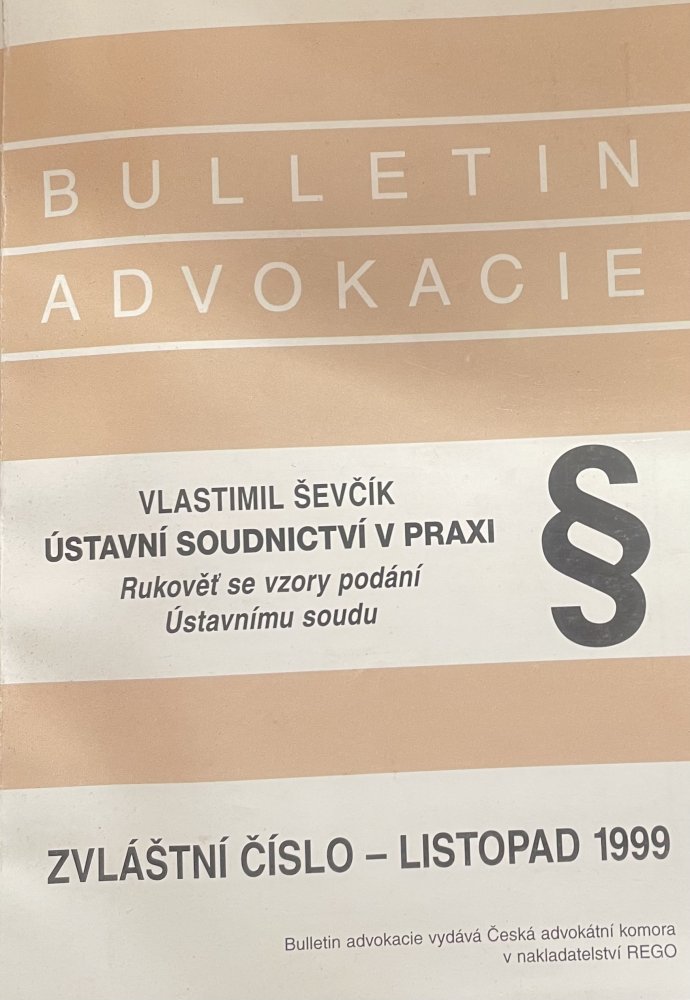 BULLETIN
ADVOKACIE
VLASTIMIL ŠEVČÍK
ÚSTAVNÍ SOUDNICTVÍ V PRAXI
Rukověť se vzory podání
Ústavnímu soudu
§
ZVLÁŠTNÍ ČÍSLO – LISTOPAD 1999
Bulletin advokacie vydává Česká advokátní komora
v nakladatelství REGO